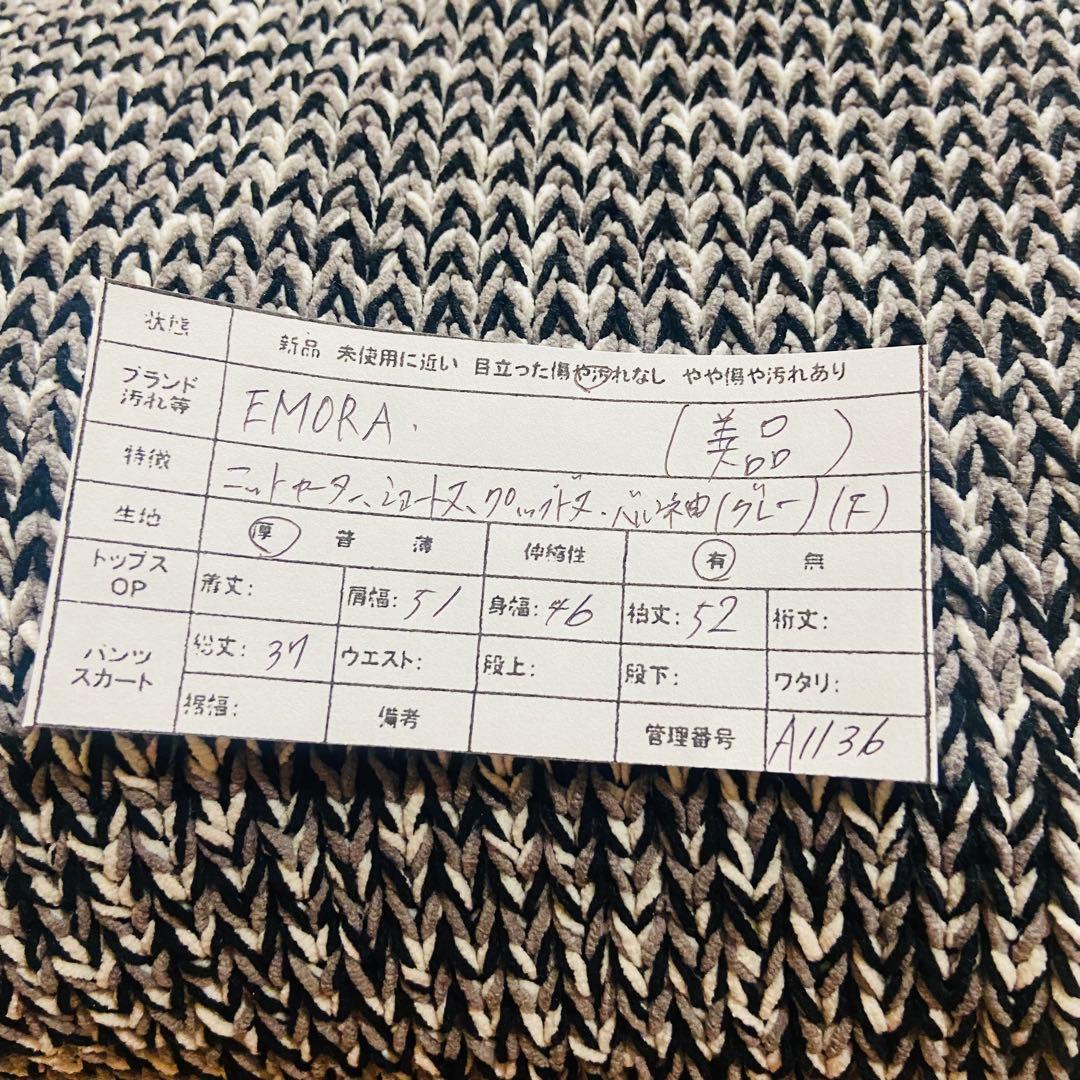 状態 新品 未使用に近い 目立った傷や汚れなし やや傷や汚れあり
ブランド
汚れ等 EMORA. (美品)
特徴 ニットセーター、ショート丈、クロップド丈、バルーン袖(グレー)(F)
生地 厚 普 薄 伸縮性 有 無
トップス
OP 着丈: 肩幅: 51 身幅: 46 袖丈: 52 裄丈:
パンツ
スカート 総丈: 37 ウエスト: 股上: 股下: ワタリ:
裾幅: 備考 管理番号 A1136